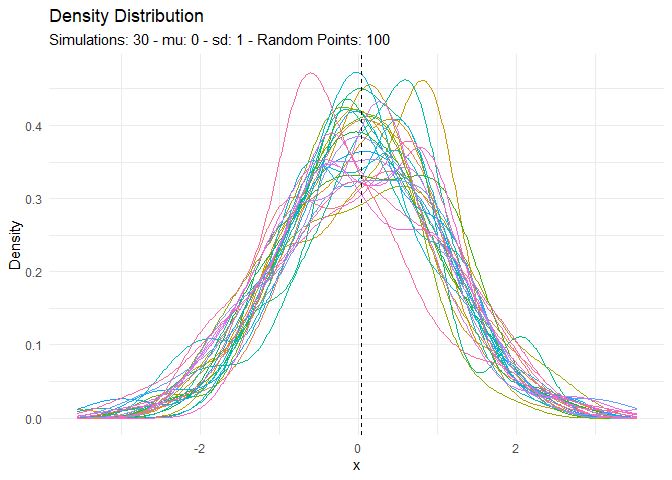 Density Distribution
Simulations: 30 - mu: 0 - sd: 1 - Random Points: 100
Density
0.4
0.3
0.2
0.1
0.0
-2
0
2
x